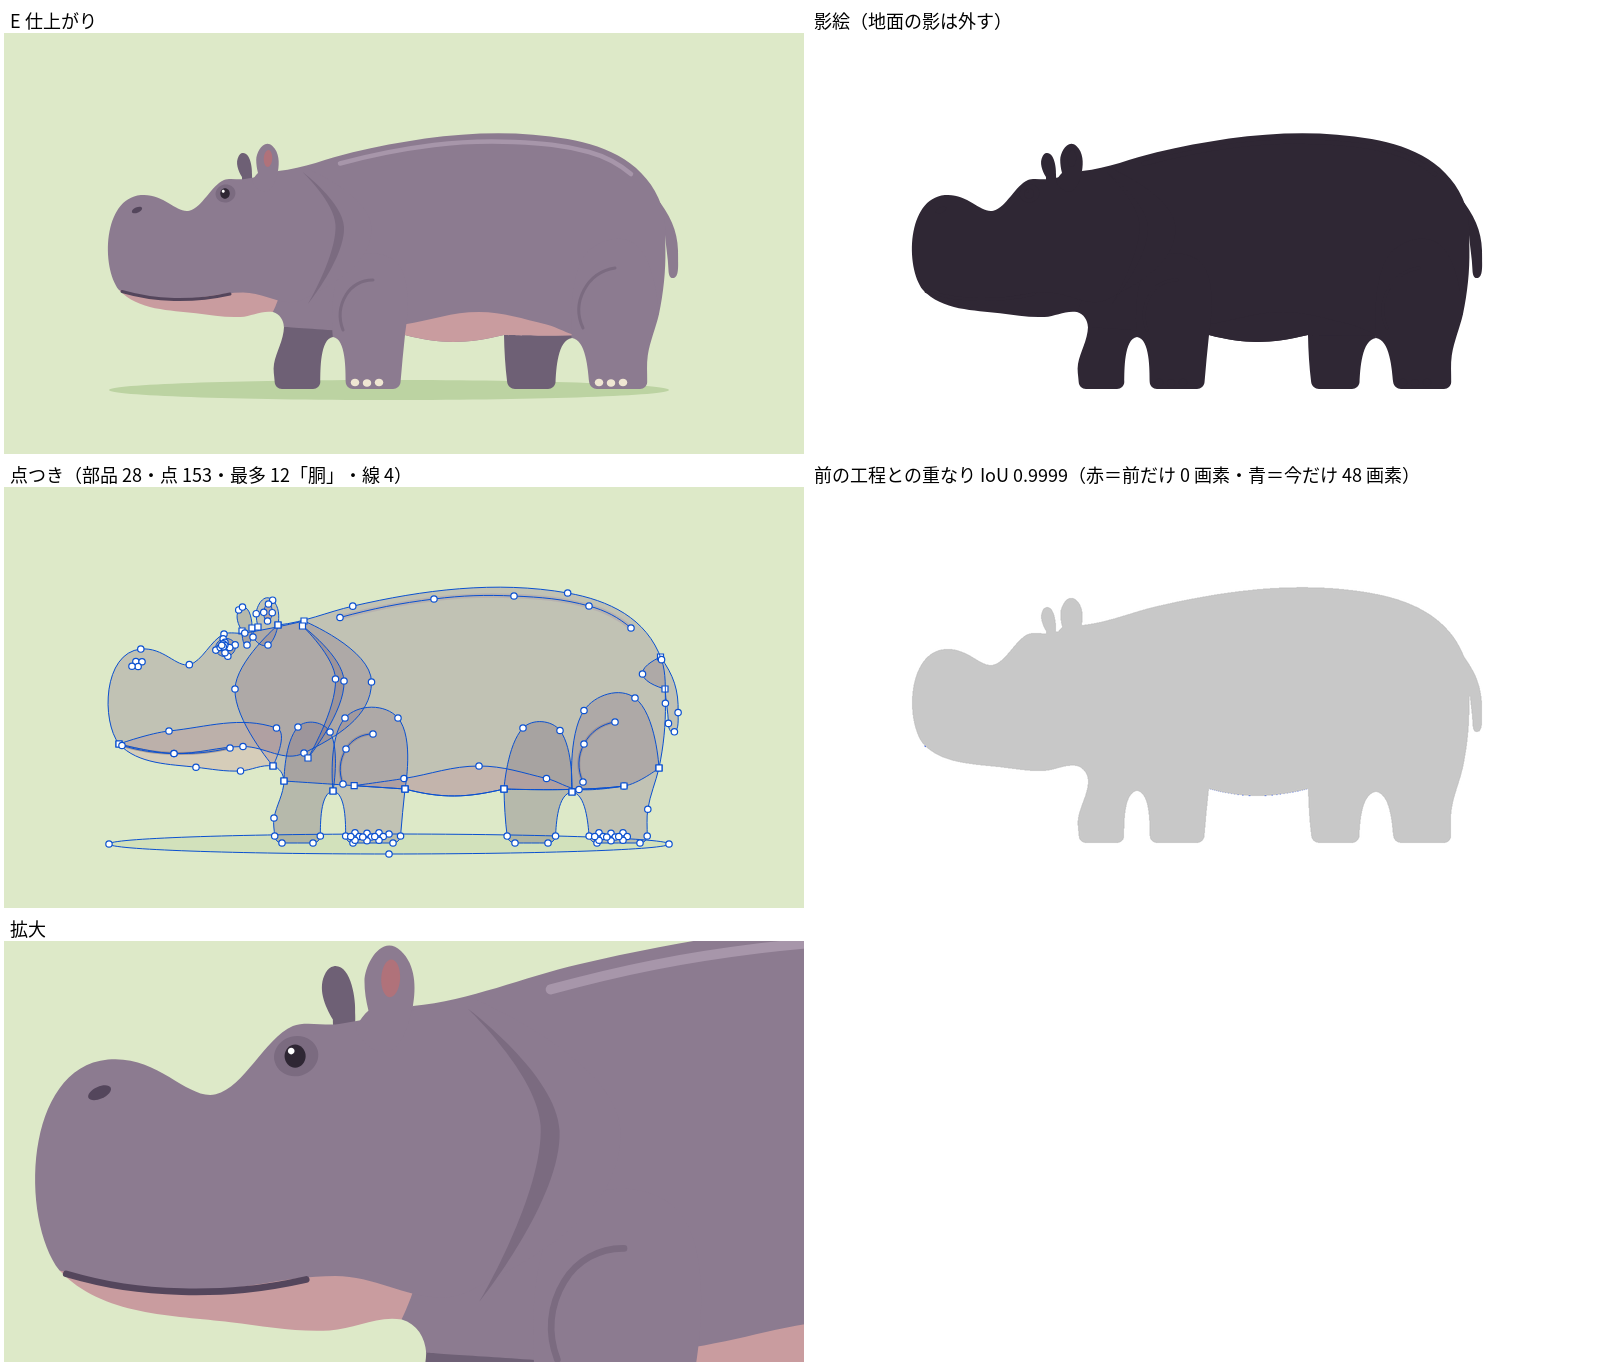 E 仕上がり
影絵（地面の影は外す）
点つき（部品 28・点 153・最多 12「胴」・線 4）
前の工程との重なり IoU 0.9999（赤＝前だけ 0 画素・青＝今だけ 48 画素）
拡大